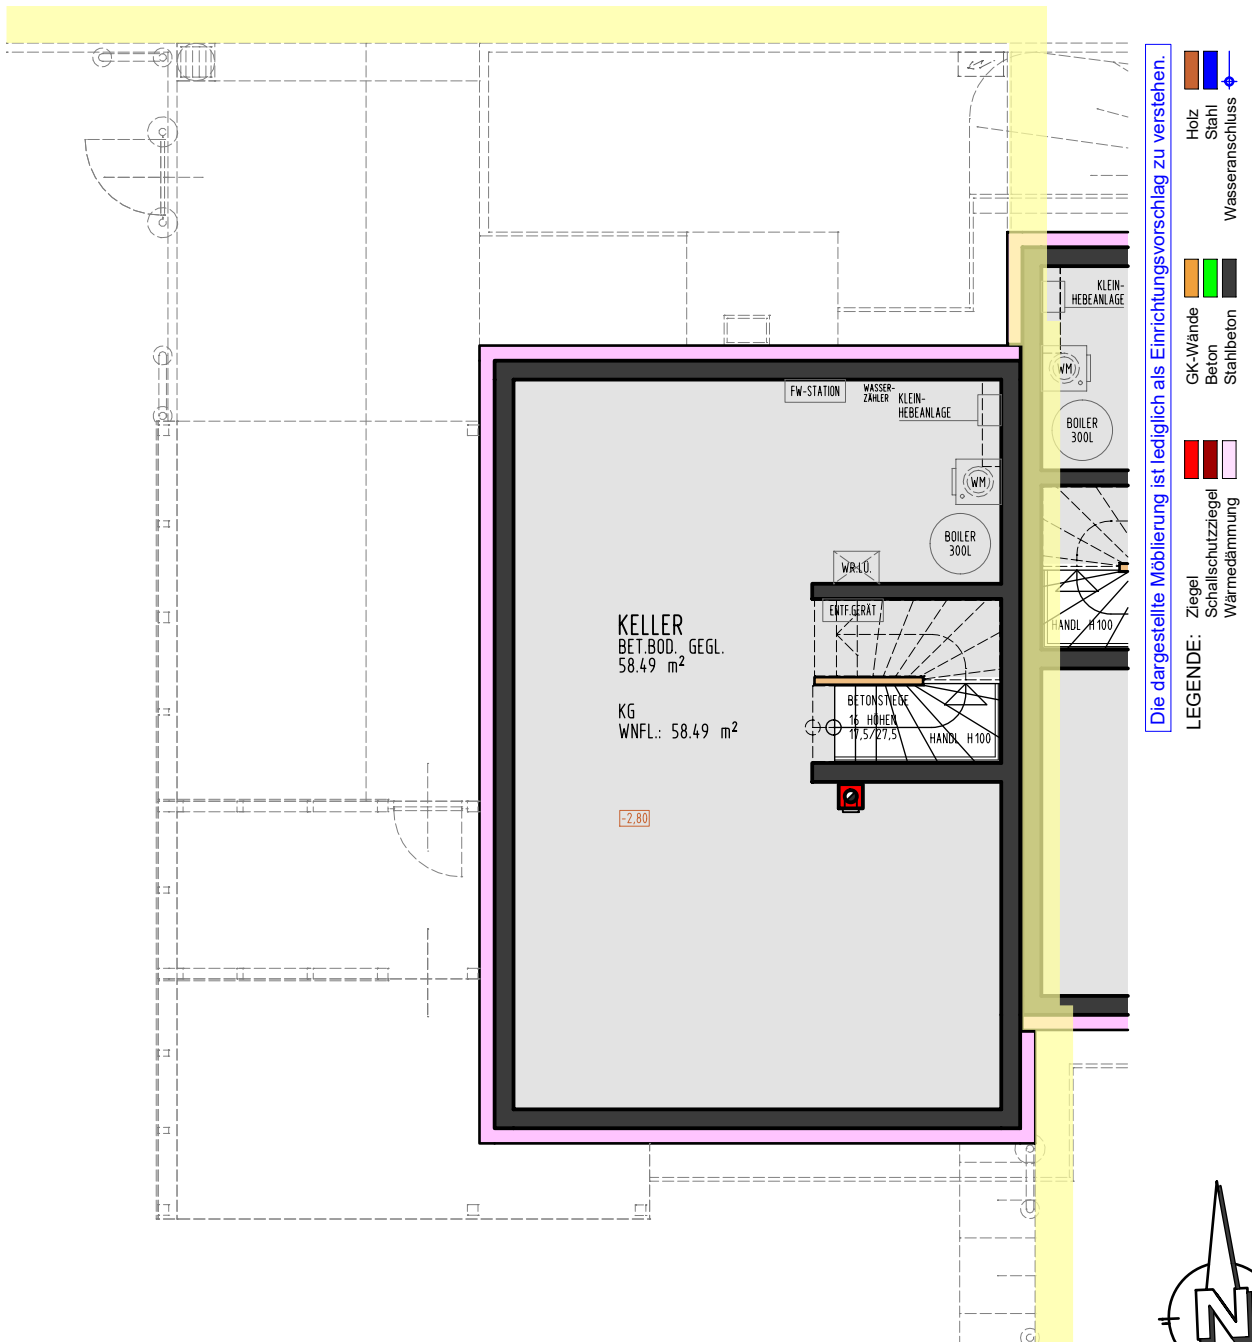 KLEIN-
HEBEANLAGE
WM
BOILER
300L
HANDL H100
FW-STATION
WASSER-
ZÄHLER
KLEIN-
HEBEANLAGE
WM
BOILER
300L
WR.LÜ.
ENTF.GERÄT
KELLER
BET.BOD. GEGL.
58.49 m²
KG
WNFL.: 58.49 m²
BETONSTIEGE
16 HÖHEN
17,5/27,5
HANDL H100
-2,80
Die dargestellte Möblierung ist lediglich als Einrichtungsvorschlag zu verstehen.
LEGENDE:
Ziegel
Schallschutzziegel
Wärmedämmung
GK-Wände
Beton
Stahlbeton
Holz
Stahl
Wasseranschluss
N